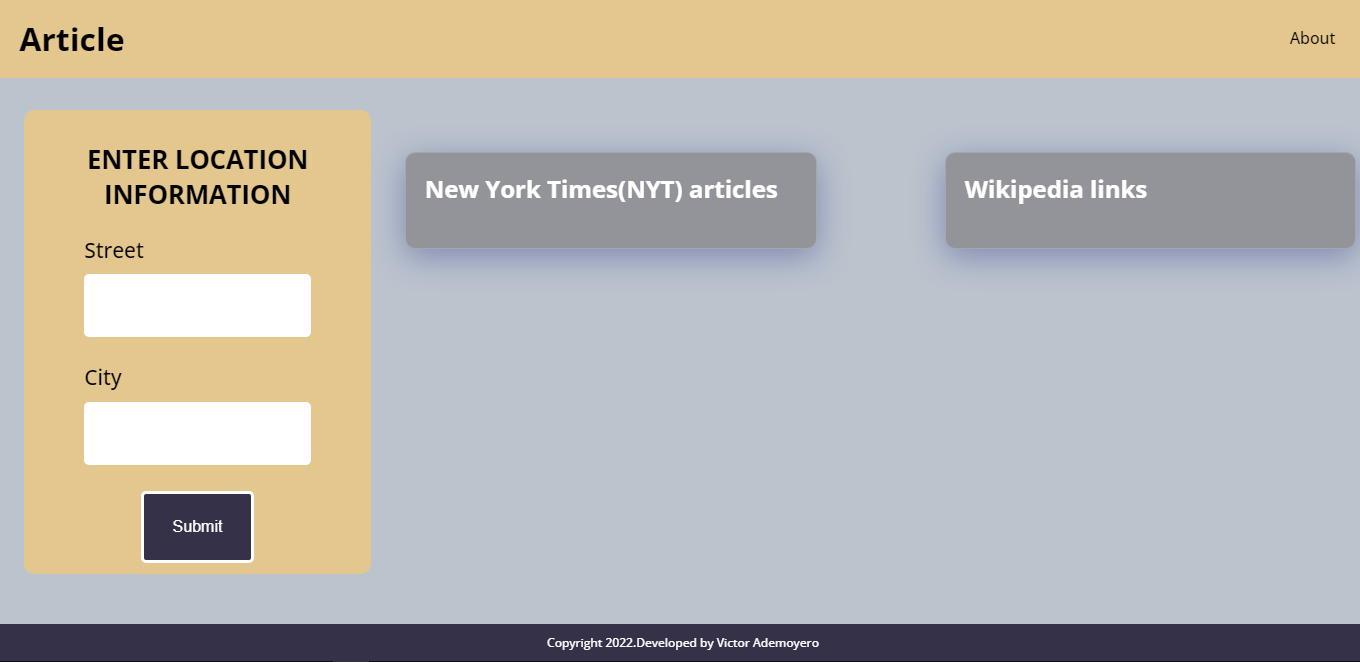 Article
About
ENTER LOCATION
INFORMATION
Street
City
Submit
New York Times(NYT) articles
Wikipedia links
Copyright 2022.Developed by Victor Ademoyero